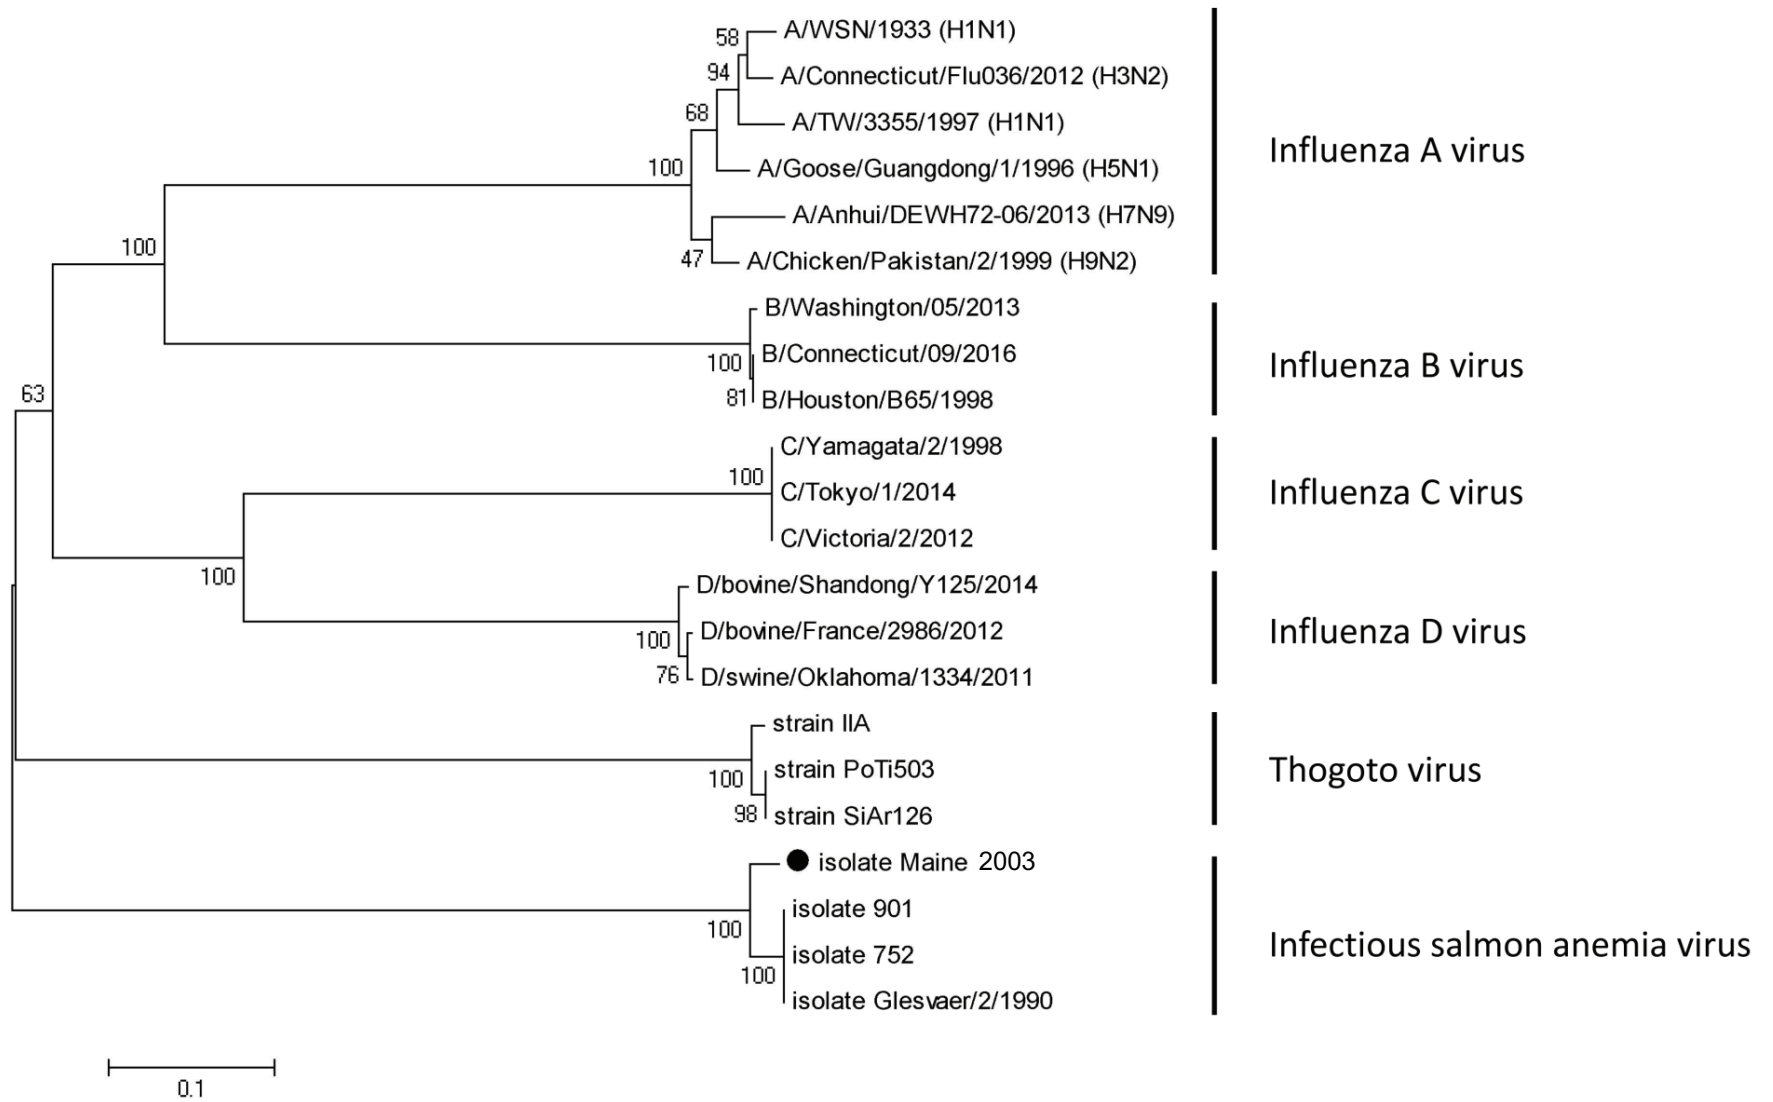 58
A/WSN/1933 (H1N1)
94
A/Connecticut/Flu036/2012 (H3N2)
68
A/TW/3355/1997 (H1N1)
100
A/Goose/Guangdong/1/1996 (H5N1)
A/Anhui/DEWH72-06/2013 (H7N9)
47
A/Chicken/Pakistan/2/1999 (H9N2)
Influenza A virus
100
B/Washington/05/2013
100
B/Connecticut/09/2016
81
B/Houston/B65/1998
Influenza B virus
63
C/Yamagata/2/1998
100
C/Tokyo/1/2014
C/Victoria/2/2012
Influenza C virus
100
D/bovine/Shandong/Y125/2014
100
D/bovine/France/2986/2012
76
D/swine/Oklahoma/1334/2011
Influenza D virus
strain IIA
100
strain PoTi503
98
strain SiAr126
Thogoto virus
isolate Maine 2003
100
isolate 901
isolate 752
100
isolate Glesvaer/2/1990
Infectious salmon anemia virus
0.1